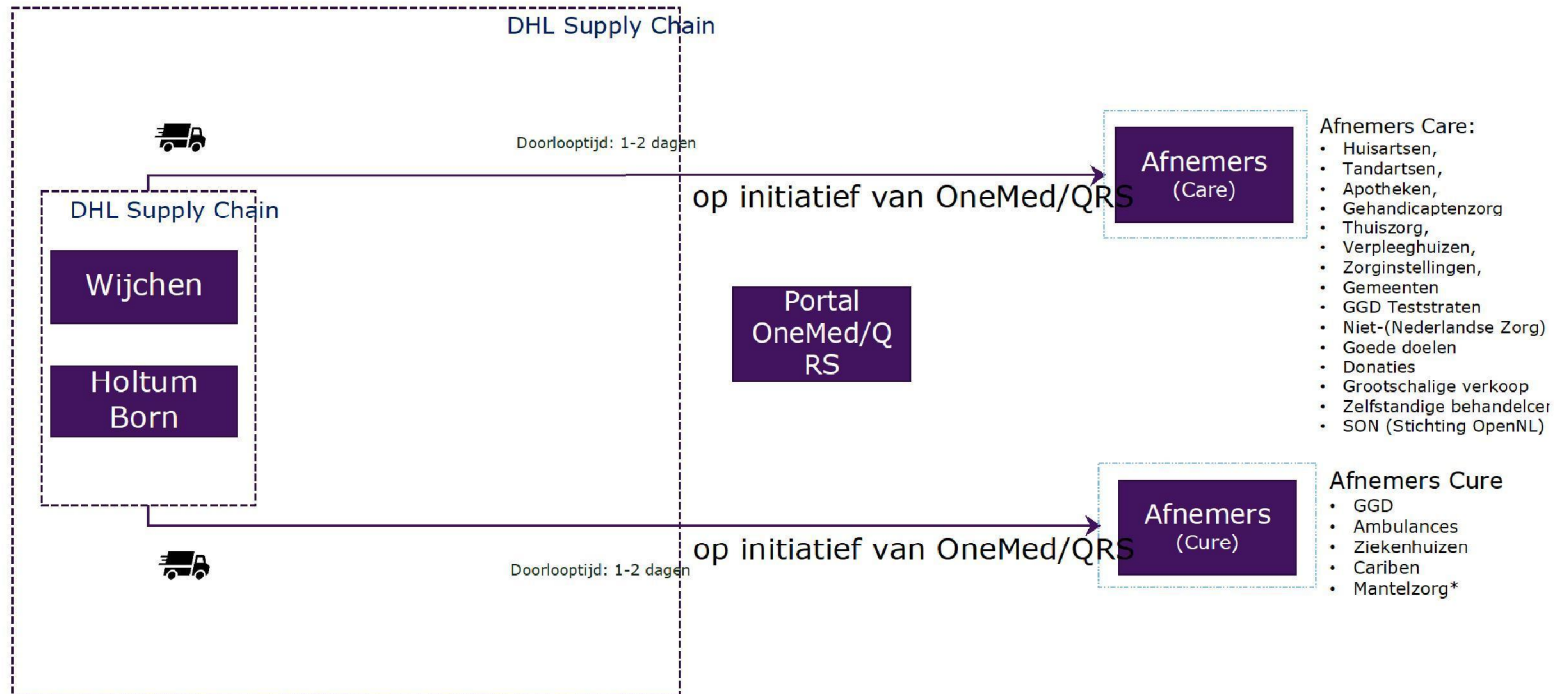 DHL Supply Chain
Doorlooptijd: 1-2 dagen
op initiatief van OneMed/QRS
DHL Supply Chain
Wijchen
Holtum
Born
Portal
OneMed/Q
RS
Afnemers
(Care)
Afnemers Care:
• Huisartsen,
• Tandartsen,
• Apotheken,
• Gehandicaptenzorg
• Thuiszorg,
• Verpleeghuizen,
• Zorginstellingen,
• Gemeenten
• GGD Teststraten
• Niet-(Nederlandse Zorg)
• Goede doelen
• Donaties
• Grootschalige verkoop
• Zelfstandige behandelcer
• SON (Stichting OpenNL)
op initiatief van OneMed/QRS
Doorlooptijd: 1-2 dagen
Afnemers
(Cure)
Afnemers Cure
• GGD
• Ambulances
• Ziekenhuizen
• Cariben
• Mantelzorg*